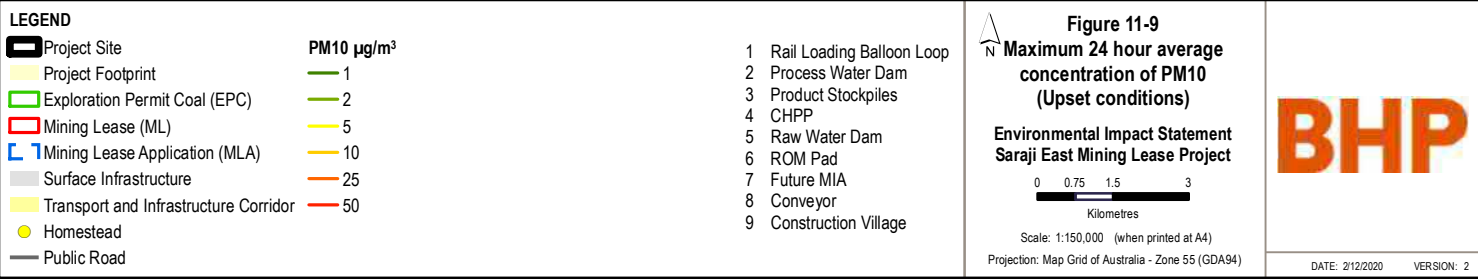 LEGEND
Project Site
Project Footprint
Exploration Permit Coal (EPC)
Mining Lease (ML)
Mining Lease Application (MLA)
Surface Infrastructure
Transport and Infrastructure Corridor
Homestead
Public Road
PM10 µg/m³
1
2
5
10
25
50
1 Rail Loading Balloon Loop
2 Process Water Dam
3 Product Stockpiles
4 CHPP
5 Raw Water Dam
6 ROM Pad
7 Future MIA
8 Conveyor
9 Construction Village
N
Figure 11-9
Maximum 24 hour average
concentration of PM10
(Upset conditions)
Environmental Impact Statement
Saraji East Mining Lease Project
0 0.75 1.5 3
Kilometres
Scale: 1:150,000 (when printed at A4)
Projection: Map Grid of Australia - Zone 55 (GDA94)
BHP
DATE: 2/12/2020 VERSION: 2